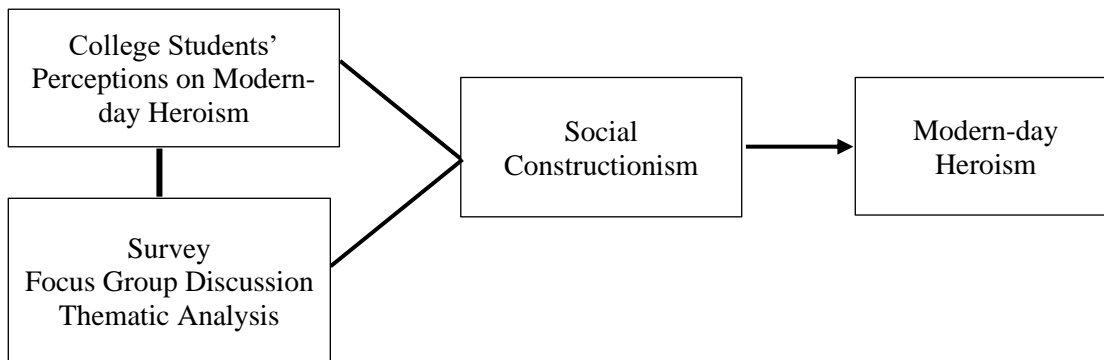 College Students’
Perceptions on Modern-
day Heroism
Survey
Focus Group Discussion
Thematic Analysis
Social
Constructionism
Modern-day
Heroism